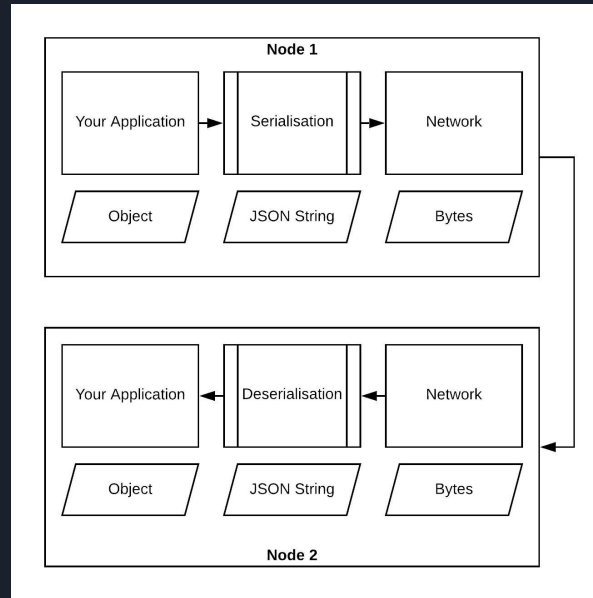 Node 1
Your Application
Serialisation
Network
Object
JSON String
Bytes
Your Application
Deserialisation
Network
Object
JSON String
Bytes
Node 2